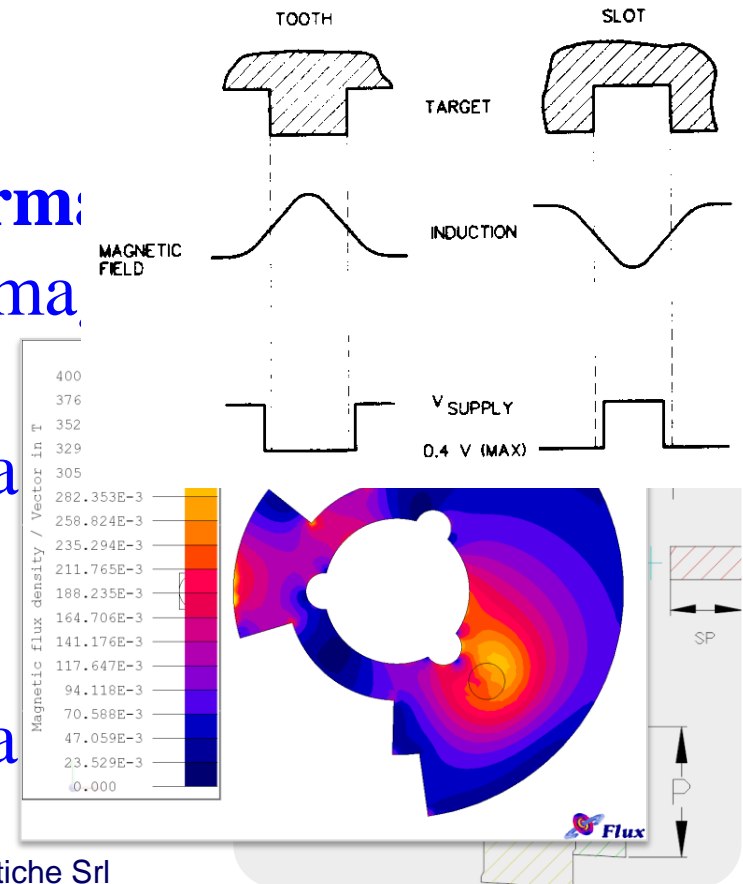 TOOTH
SLOT
TARGET
INDUCTION
MAGNETIC
FIELD
V SUPPLY
0.4 V (MAX)
400
376
352
329
305
282.353E-3
258.824E-3
235.294E-3
211.765E-3
188.235E-3
164.706E-3
141.176E-3
117.647E-3
94.118E-3
70.588E-3
47.059E-3
23.529E-3
0.000
Magnetic flux density / Vector in T
SP
P
Flux
tiche Srl